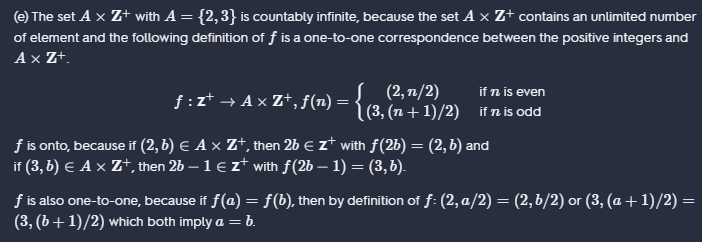 (e) The set A × Z⁺ with A = {2, 3} is countably infinite, because the set A × Z⁺ contains an unlimited number
of element and the following definition of f is a one-to-one correspondence between the positive integers and
A × Z⁺.
f : z⁺ → A × Z⁺, f(n) = { (2, n/2) if n is even
(3, (n + 1)/2) if n is odd
f is onto, because if (2, b) ∈ A × Z⁺, then 2b ∈ z⁺ with f(2b) = (2, b) and
if (3, b) ∈ A × Z⁺, then 2b − 1 ∈ z⁺ with f(2b − 1) = (3, b).
f is also one-to-one, because if f(a) = f(b), then by definition of f: (2, a/2) = (2, b/2) or (3, (a + 1)/2) =
(3, (b + 1)/2) which both imply a = b.